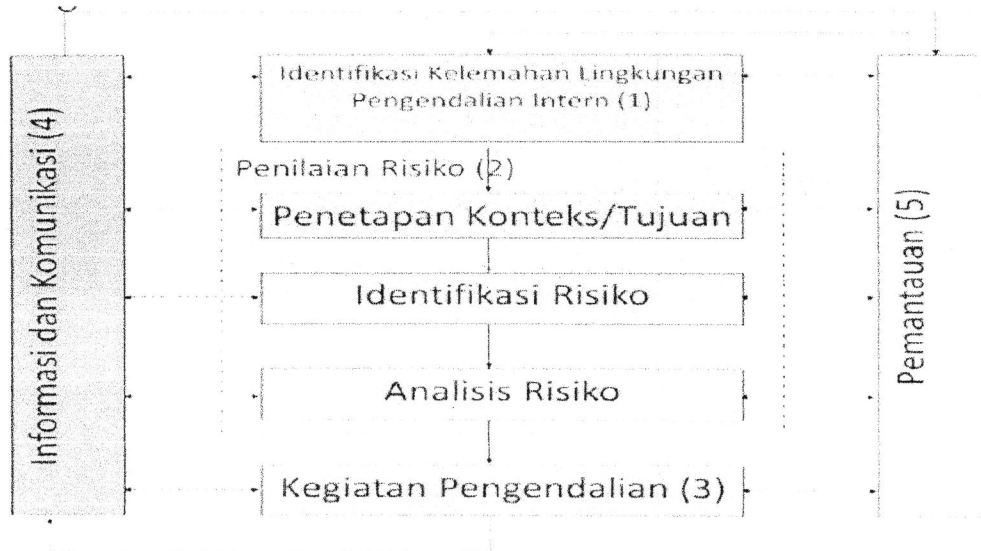 Identifikasi Kelemahan Lingkungan
Pengendalian Intern (1)
Informasi dan Komunikasi (4)
Penilaian Risiko (2)
Penetapan Konteks/Tujuan
Identifikasi Risiko
Analisis Risiko
Kegiatan Pengendalian (3)
Pemantauan (5)